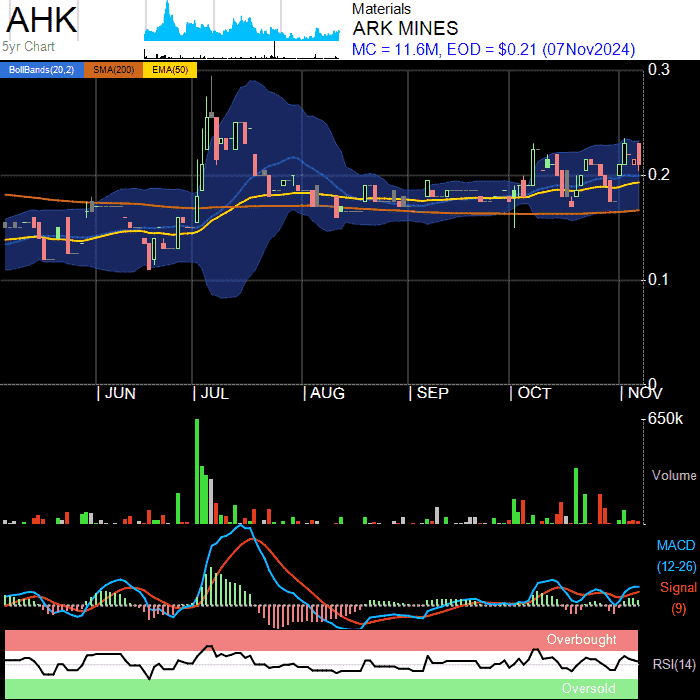 AHK
5yr Chart
Materials
ARK MINES
MC = 11.6M, EOD = $0.21 (07Nov2024)
BollBands(20,2) SMA(200) EMA(50)
0.3
0.2
0.1
0
JUN JUL AUG SEP OCT NOV
650k
Volume
MACD
(12-26)
Signal
(9)
Overbought
RSI(14)
Oversold